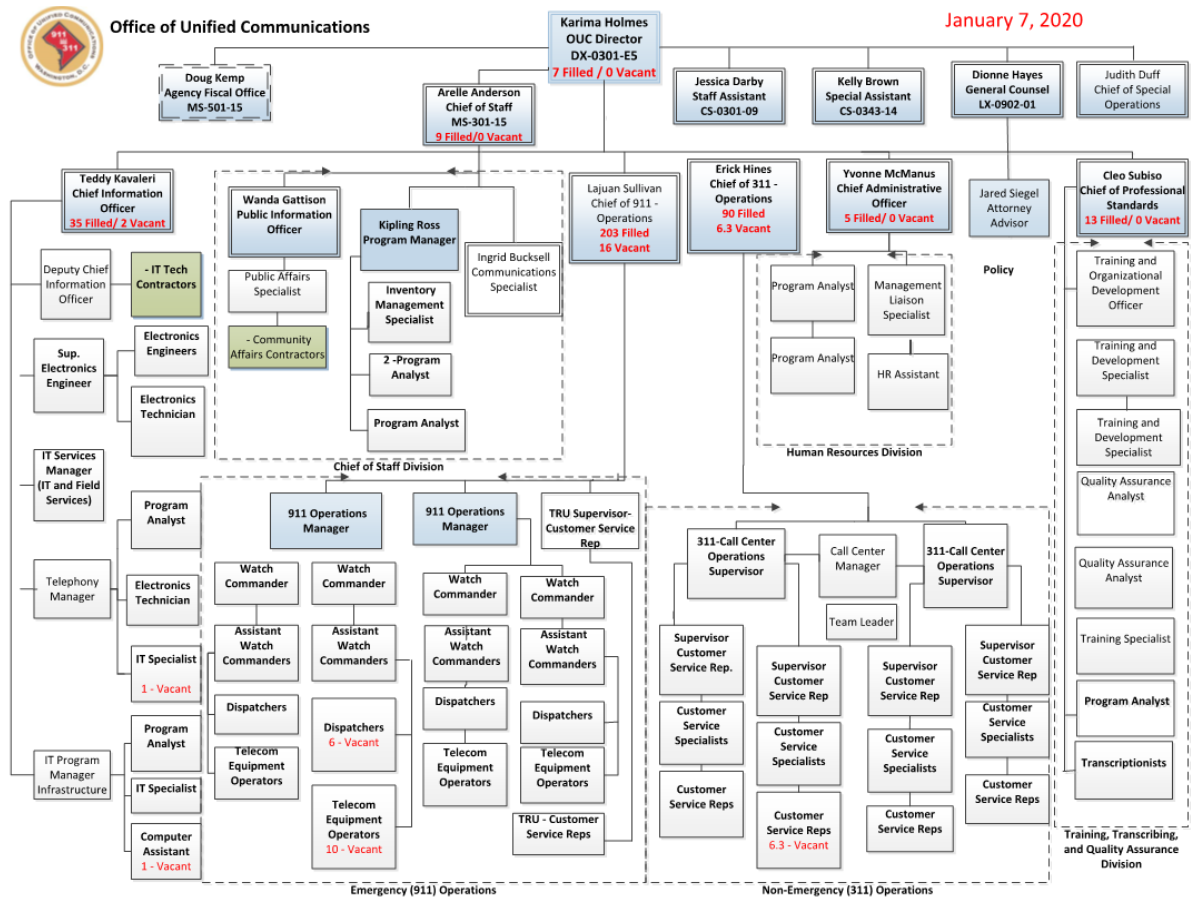 OFFICE OF UNIFIED COMMUNICATIONS
911
311
WASHINGTON, D.C.
Office of Unified Communications
January 7, 2020
Karima Holmes
OUC Director
DX-0301-E5
7 Filled / 0 Vacant
Doug Kemp
Agency Fiscal Office
MS-501-15
Arelle Anderson
Chief of Staff
MS-301-15
9 Filled/0 Vacant
Jessica Darby
Staff Assistant
CS-0301-09
Kelly Brown
Special Assistant
CS-0343-14
Dionne Hayes
General Counsel
LX-0902-01
Judith Duff
Chief of Special
Operations
Teddy Kavaleri
Chief Information
Officer
35 Filled/ 2 Vacant
Wanda Gattison
Public Information
Officer
Kipling Ross
Program Manager
Ingrid Bucksell
Communications
Specialist
Lajuan Sullivan
Chief of 911 -
Operations
203 Filled
16 Vacant
Erick Hines
Chief of 311 -
Operations
90 Filled
6.3 Vacant
Yvonne McManus
Chief Administrative
Officer
5 Filled/ 0 Vacant
Jared Siegel
Attorney
Advisor
Policy
Cleo Subiso
Chief of Professional
Standards
13 Filled/ 0 Vacant
Deputy Chief
Information
Officer
- IT Tech
Contractors
Sup.
Electronics
Engineer
Electronics
Engineers
Electronics
Technician
IT Services
Manager
(IT and Field
Services)
Telephony
Manager
Program
Analyst
Electronics
Technician
IT Specialist
1 - Vacant
IT Program
Manager
Infrastructure
Program
Analyst
IT Specialist
Computer
Assistant
1 - Vacant
Public Affairs
Specialist
- Community
Affairs Contractors
Inventory
Management
Specialist
2 -Program
Analyst
Program Analyst
Chief of Staff Division
Program Analyst
Program Analyst
Management
Liaison
Specialist
HR Assistant
Human Resources Division
Training and
Organizational
Development
Officer
Training and
Development
Specialist
Training and
Development
Specialist
Quality Assurance
Analyst
Quality Assurance
Analyst
Training Specialist
Program Analyst
Transcriptionists
Training, Transcribing,
and Quality Assurance
Division
911 Operations
Manager
911 Operations
Manager
TRU Supervisor-
Customer Service
Rep
Watch
Commander
Assistant
Watch
Commanders
Dispatchers
Telecom
Equipment
Operators
Watch
Commander
Assistant
Watch
Commanders
Dispatchers
6 - Vacant
Telecom
Equipment
Operators
10 - Vacant
Watch
Commander
Assistant
Watch
Commanders
Dispatchers
Telecom
Equipment
Operators
Watch
Commander
Assistant
Watch
Commanders
Dispatchers
Telecom
Equipment
Operators
TRU - Customer
Service Reps
Emergency (911) Operations
311-Call Center
Operations
Supervisor
Call Center
Manager
Team Leader
311-Call Center
Operations
Supervisor
Supervisor
Customer
Service Rep.
Customer
Service
Specialists
Customer
Service Reps
Supervisor
Customer
Service Rep
Customer
Service
Specialists
Customer
Service Reps
6.3 - Vacant
Supervisor
Customer
Service Rep
Customer
Service
Specialists
Customer
Service Reps
Supervisor
Customer
Service Rep
Customer
Service
Specialists
Customer
Service Reps
Non-Emergency (311) Operations